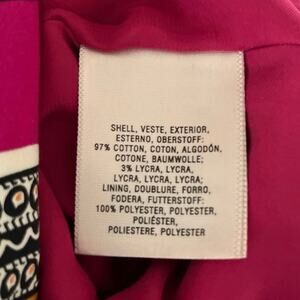 SHELL, VESTE, EXTERIOR,
ESTERNO, OBERSTOFF:
97% COTTON, COTON, ALGODÓN,
COTONE, BAUMWOLLE;
3% LYCRA, LYCRA,
LYCRA, LYCRA, LYCRA;
LINING, DOUBLURE, FORRO,
FODERA, FUTTERSTOFF:
100% POLYESTER, POLYESTER,
POLIÉSTER,
POLIESTERE, POLYESTER